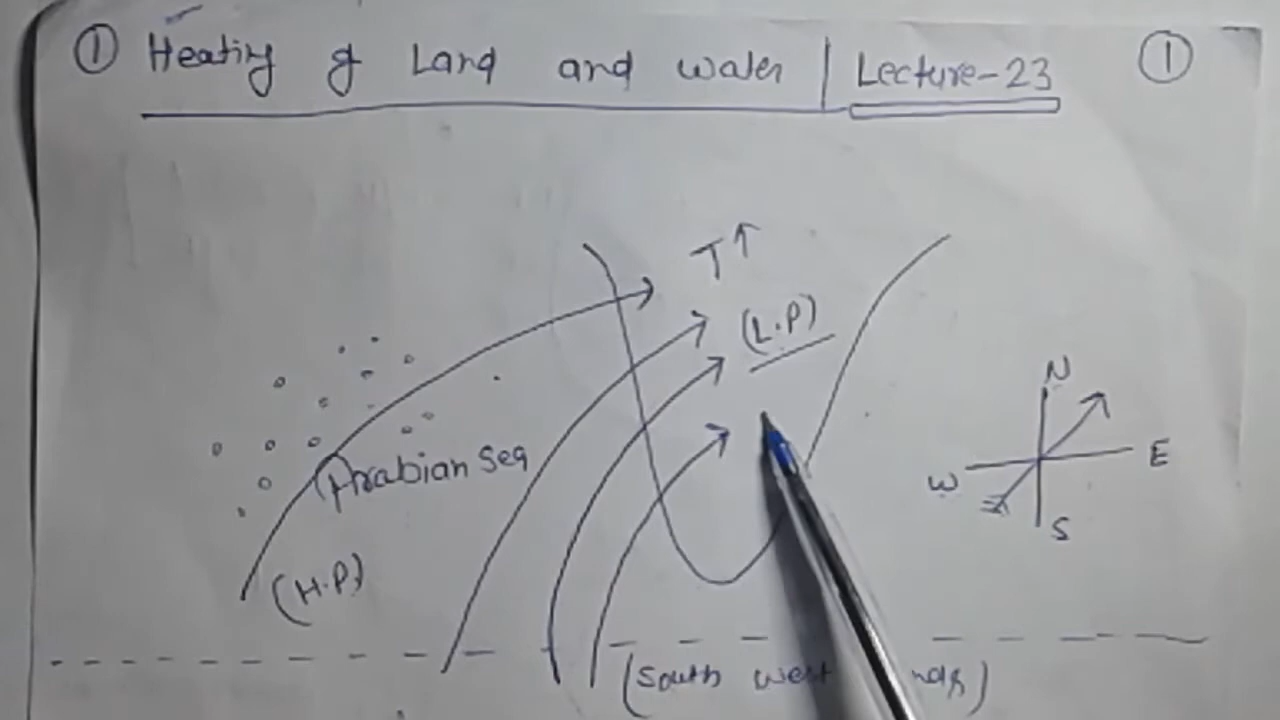 ① Heating of Land and Water | Lecture-23 ①
T↑
(L.P)
N
Arabian Sea
W E
S
(H.P)
(South West